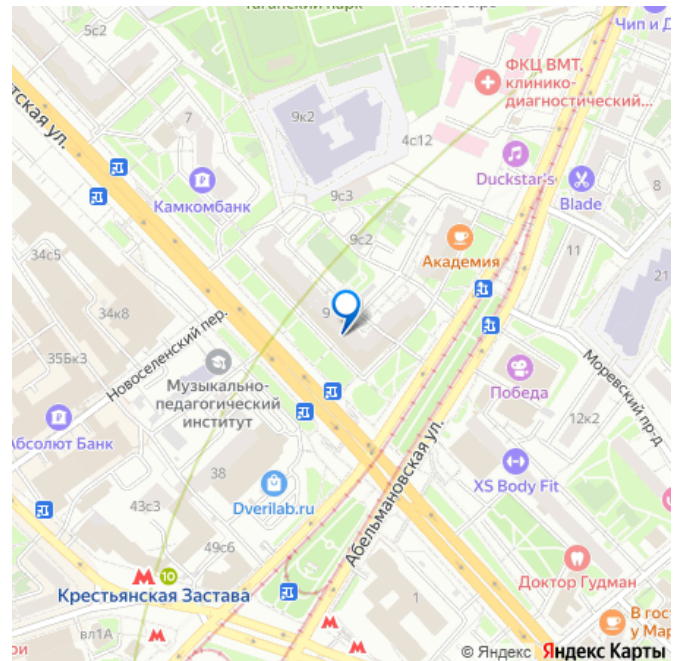 Таганский парк
5с2
Чип и Д
ФКЦ ВМТ,
клинико-
диагностический...
тская ул.
7
9к2
4с12
Duckstar's
Blade
8
Камкомбанк
9с3
9с2
Академия
11
21
34с5
34к8
9
35Бк3
Новоселенский пер.
Музыкально-
педагогический
институт
Победа
Моревский пр-д
12к2
Абсолют Банк
38
XS Body Fit
43с3
Dverilab.ru
Абельмановская ул.
49с6
10
Крестьянская Застава
Доктор Гудман
1
вл1А
В гос
у Мар
ри
© Яндекс Яндекс Карты